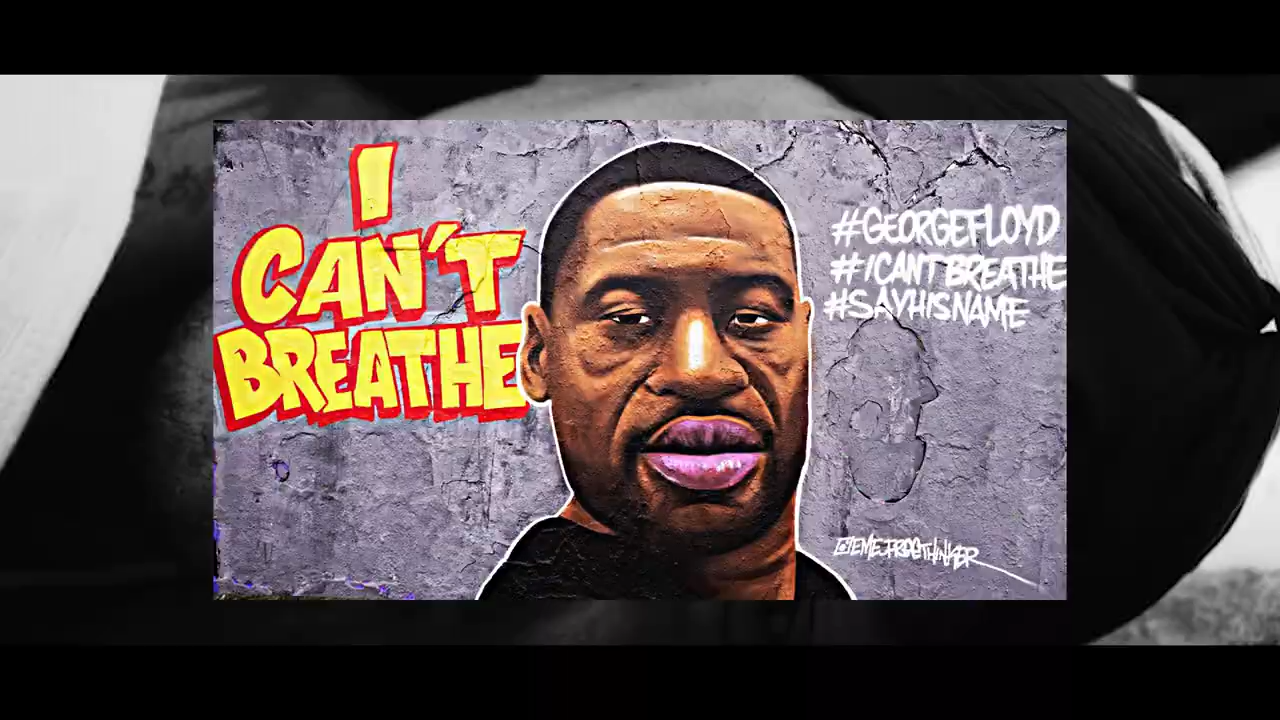 I
CAN'T
BREATHE
#GEORGEFLOYD
#ICANTBREATHE
#SAYHISNAME